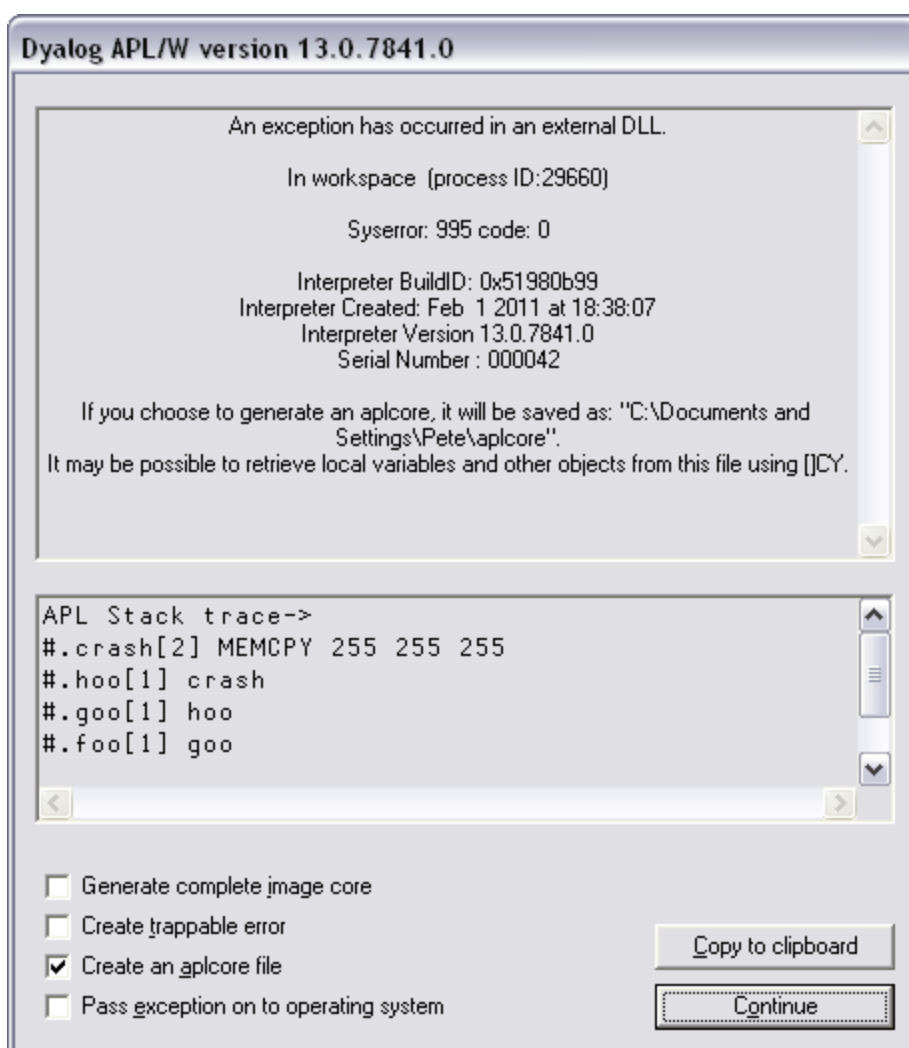 Dyalog APL/W version 13.0.7841.0
An exception has occurred in an external DLL.
In workspace  (process ID:29660)
Syserror: 995 code: 0
Interpreter BuildID: 0x51980b99
Interpreter Created: Feb  1 2011 at 18:38:07
Interpreter Version 13.0.7841.0
Serial Number : 000042
If you choose to generate an aplcore, it will be saved as: "C:\Documents and
Settings\Pete\aplcore".
It may be possible to retrieve local variables and other objects from this file using []CY.
APL Stack trace->
#.crash[2] MEMCPY 255 255 255
#.hoo[1] crash
#.goo[1] hoo
#.foo[1] goo
Generate complete image core
Create trappable error
Create an aplcore file
Pass exception on to operating system
Copy to clipboard
Continue